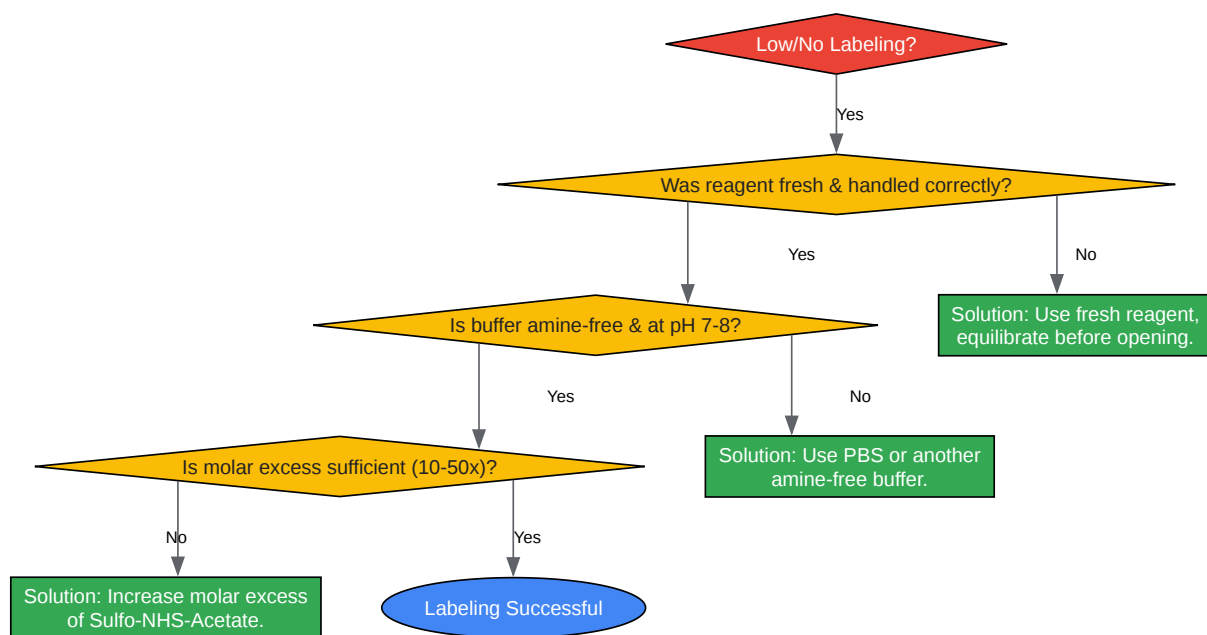 Low/No Labeling?
Yes
Was reagent fresh & handled correctly?
Yes
No
Is buffer amine-free & at pH 7-8?
Solution: Use fresh reagent,
equilibrate before opening.
Yes
No
Is molar excess sufficient (10-50x)?
Solution: Use PBS or another
amine-free buffer.
No
Yes
Solution: Increase molar excess
of Sulfo-NHS-Acetate.
Labeling Successful